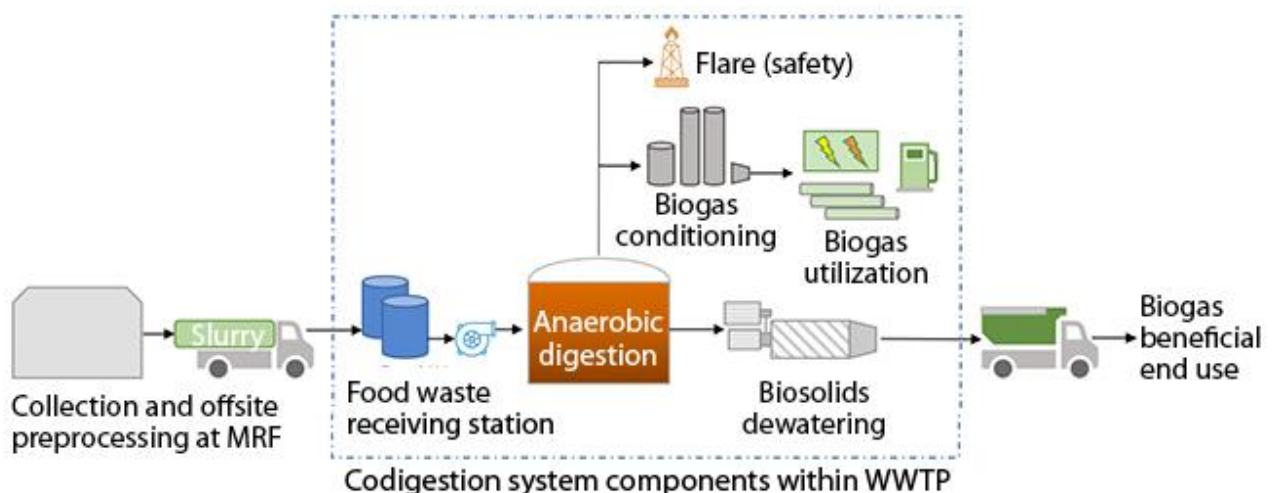 Flare (safety)
Biogas
conditioning
Biogas
utilization
Slurry
Anaerobic
digestion
Biogas
beneficial
end use
Collection and offsite
preprocessing at MRF
Food waste
receiving station
Biosolids
dewatering
Codigestion system components within WWTP